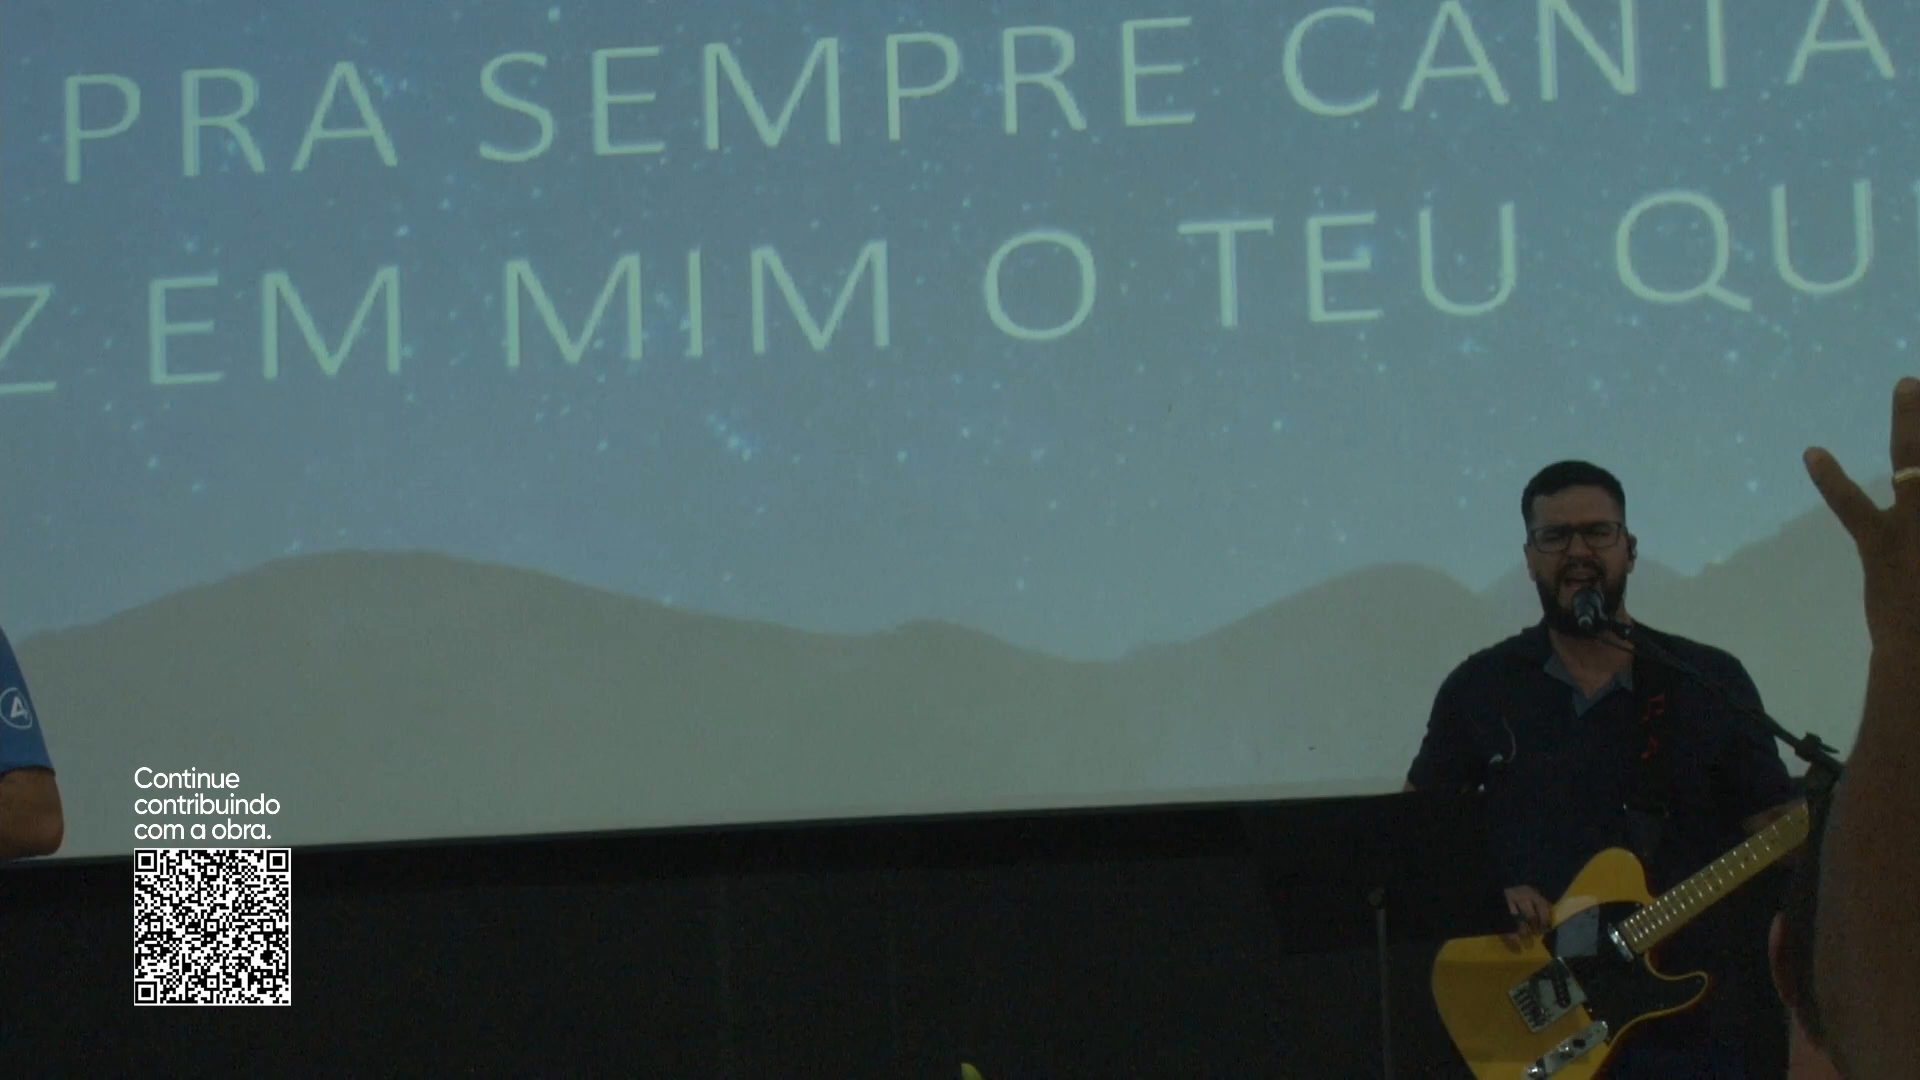 PRA SEMPRE CANTA
Z EM MIM O TEU QU
Continue
contribuindo
com a obra.